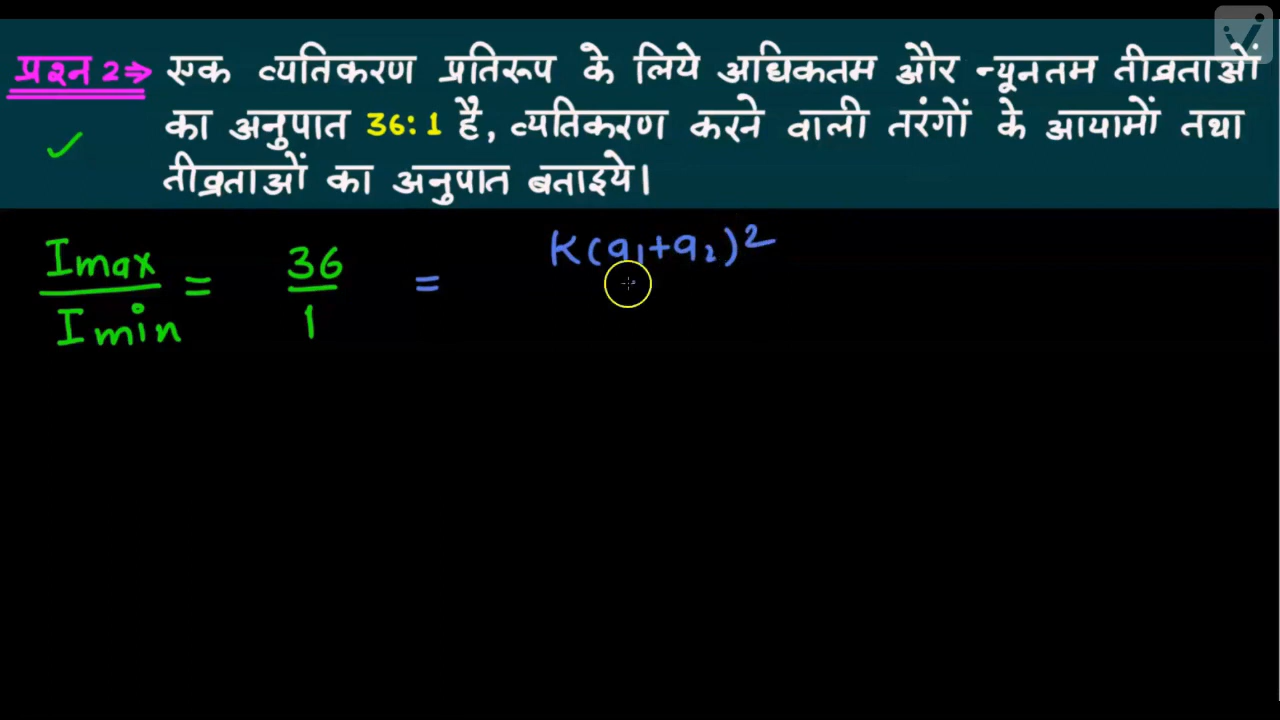 प्रश्न 2⇒ एक व्यतिकरण प्रतिरूप के लिये अधिकतम और न्यूनतम तीव्रताओं
का अनुपात 36:1 है, व्यतिकरण करने वाली तरंगों के आयामों तथा
तीव्रताओं का अनुपात बताइये।
Imax / Imin = 36 / 1 = K(a₁+a₂)²